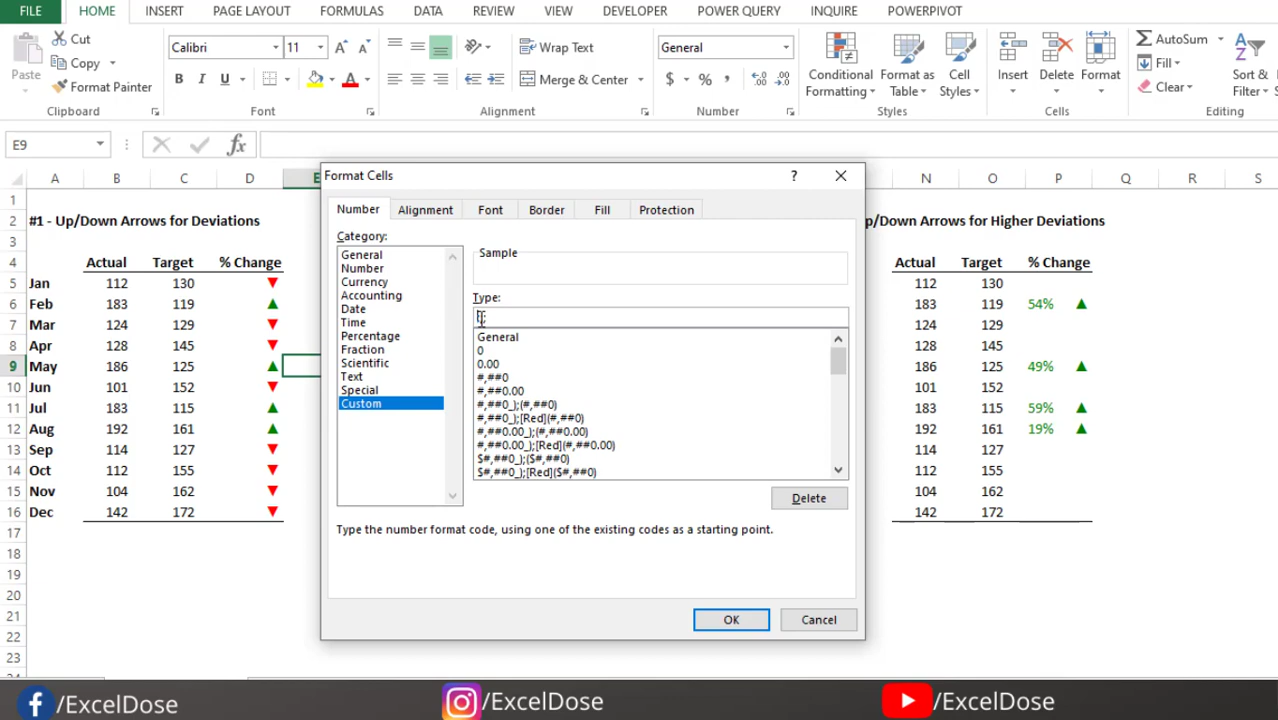 FILE HOME INSERT PAGE LAYOUT FORMULAS DATA REVIEW VIEW DEVELOPER POWER QUERY INQUIRE POWERPIVOT
Paste
Cut
Copy
Format Painter
Clipboard
Calibri 11
B I U
Font
Wrap Text
Merge & Center
Alignment
General
$ % ,
Number
Conditional Formatting
Format as Table
Cell Styles
Styles
Insert
Delete
Format
Cells
AutoSum
Fill
Clear
Sort &
Filter
Editing
E9
fx
A B C D E N O P Q R S
1
2 #1 - Up/Down Arrows for Deviations p/Down Arrows for Higher Deviations
3
4 Actual Target % Change Actual Target % Change
5 Jan 112 130 ▼ 112 130
6 Feb 183 119 ▲ 183 119 54% ▲
7 Mar 124 129 ▼ 124 129
8 Apr 128 145 ▼ 128 145
9 May 186 125 ▲ 186 125 49% ▲
10 Jun 101 152 ▼ 101 152
11 Jul 183 115 ▲ 183 115 59% ▲
12 Aug 192 161 ▲ 192 161 19% ▲
13 Sep 114 127 ▼ 114 127
14 Oct 112 155 ▼ 112 155
15 Nov 104 162 ▼ 104 162
16 Dec 142 172 ▼ 142 172
17
18
19
20
21
22
23
Format Cells ?
Number Alignment Font Border Fill Protection
Category:
General
Number
Currency
Accounting
Date
Time
Percentage
Fraction
Scientific
Text
Special
Custom
Sample
Type:
General
0
0.00
#,##0
#,##0.00
#,##0_);(#,##0)
#,##0_);[Red](#,##0)
#,##0.00_);(#,##0.00)
#,##0.00_);[Red](#,##0.00)
$#,##0_);($#,##0)
$#,##0_);[Red]($#,##0)
Delete
Type the number format code, using one of the existing codes as a starting point.
OK Cancel
/ExcelDose /ExcelDose /ExcelDose